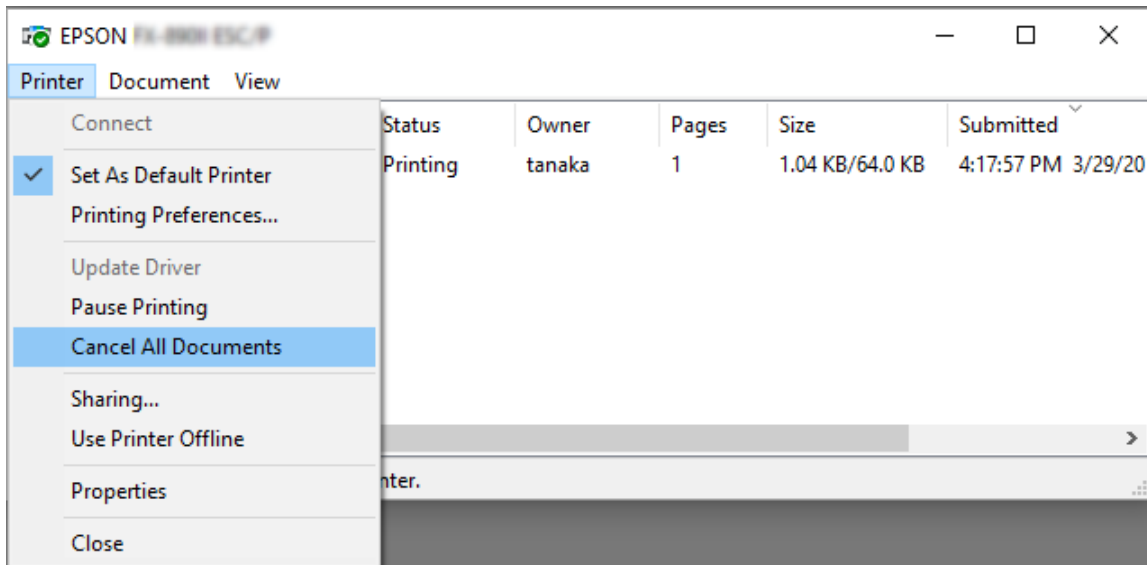 EPSON
Printer Document View
Connect
Status Owner Pages Size Submitted
Set As Default Printer
Printing tanaka 1 1.04 KB/64.0 KB 4:17:57 PM 3/29/20
Printing Preferences...
Update Driver
Pause Printing
Cancel All Documents
Sharing...
Use Printer Offline
Properties
nter.
Close